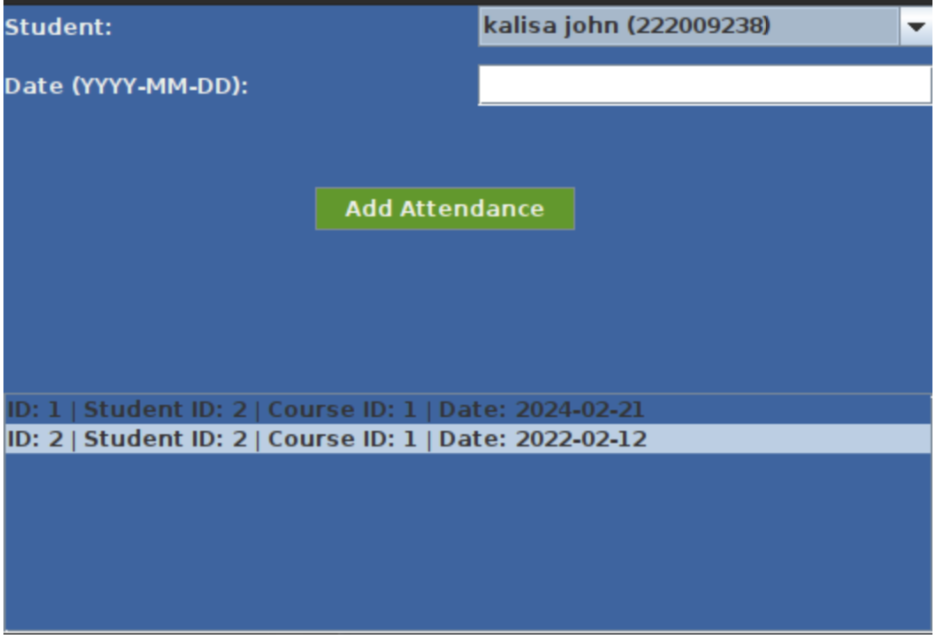 Student:
kalisa john (222009238)
Date (YYYY-MM-DD):
Add Attendance
ID: 1 | Student ID: 2 | Course ID: 1 | Date: 2024-02-21
ID: 2 | Student ID: 2 | Course ID: 1 | Date: 2022-02-12